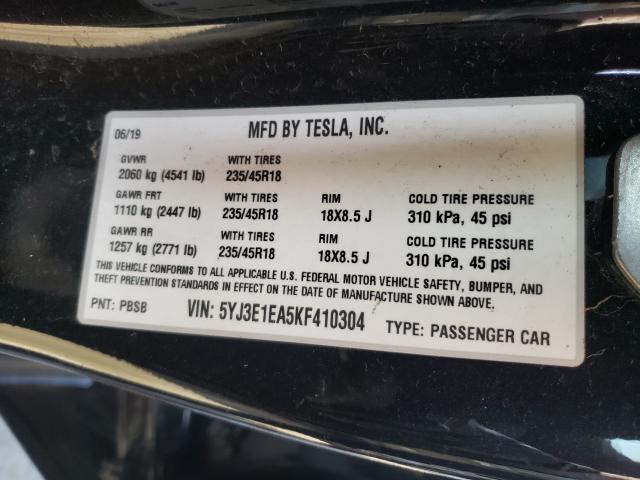 06/19 MFD BY TESLA, INC.
GVWR WITH TIRES
2060 kg (4541 lb) 235/45R18
GAWR FRT WITH TIRES RIM COLD TIRE PRESSURE
1110 kg (2447 lb) 235/45R18 18X8.5 J 310 kPa, 45 psi
GAWR RR WITH TIRES RIM COLD TIRE PRESSURE
1257 kg (2771 lb) 235/45R18 18X8.5 J 310 kPa, 45 psi
THIS VEHICLE CONFORMS TO ALL APPLICABLE U.S. FEDERAL MOTOR VEHICLE SAFETY, BUMPER, AND
THEFT PREVENTION STANDARDS IN EFFECT ON THE DATE OF MANUFACTURE SHOWN ABOVE.
PNT: PBSB VIN: 5YJ3E1EA5KF410304 TYPE: PASSENGER CAR